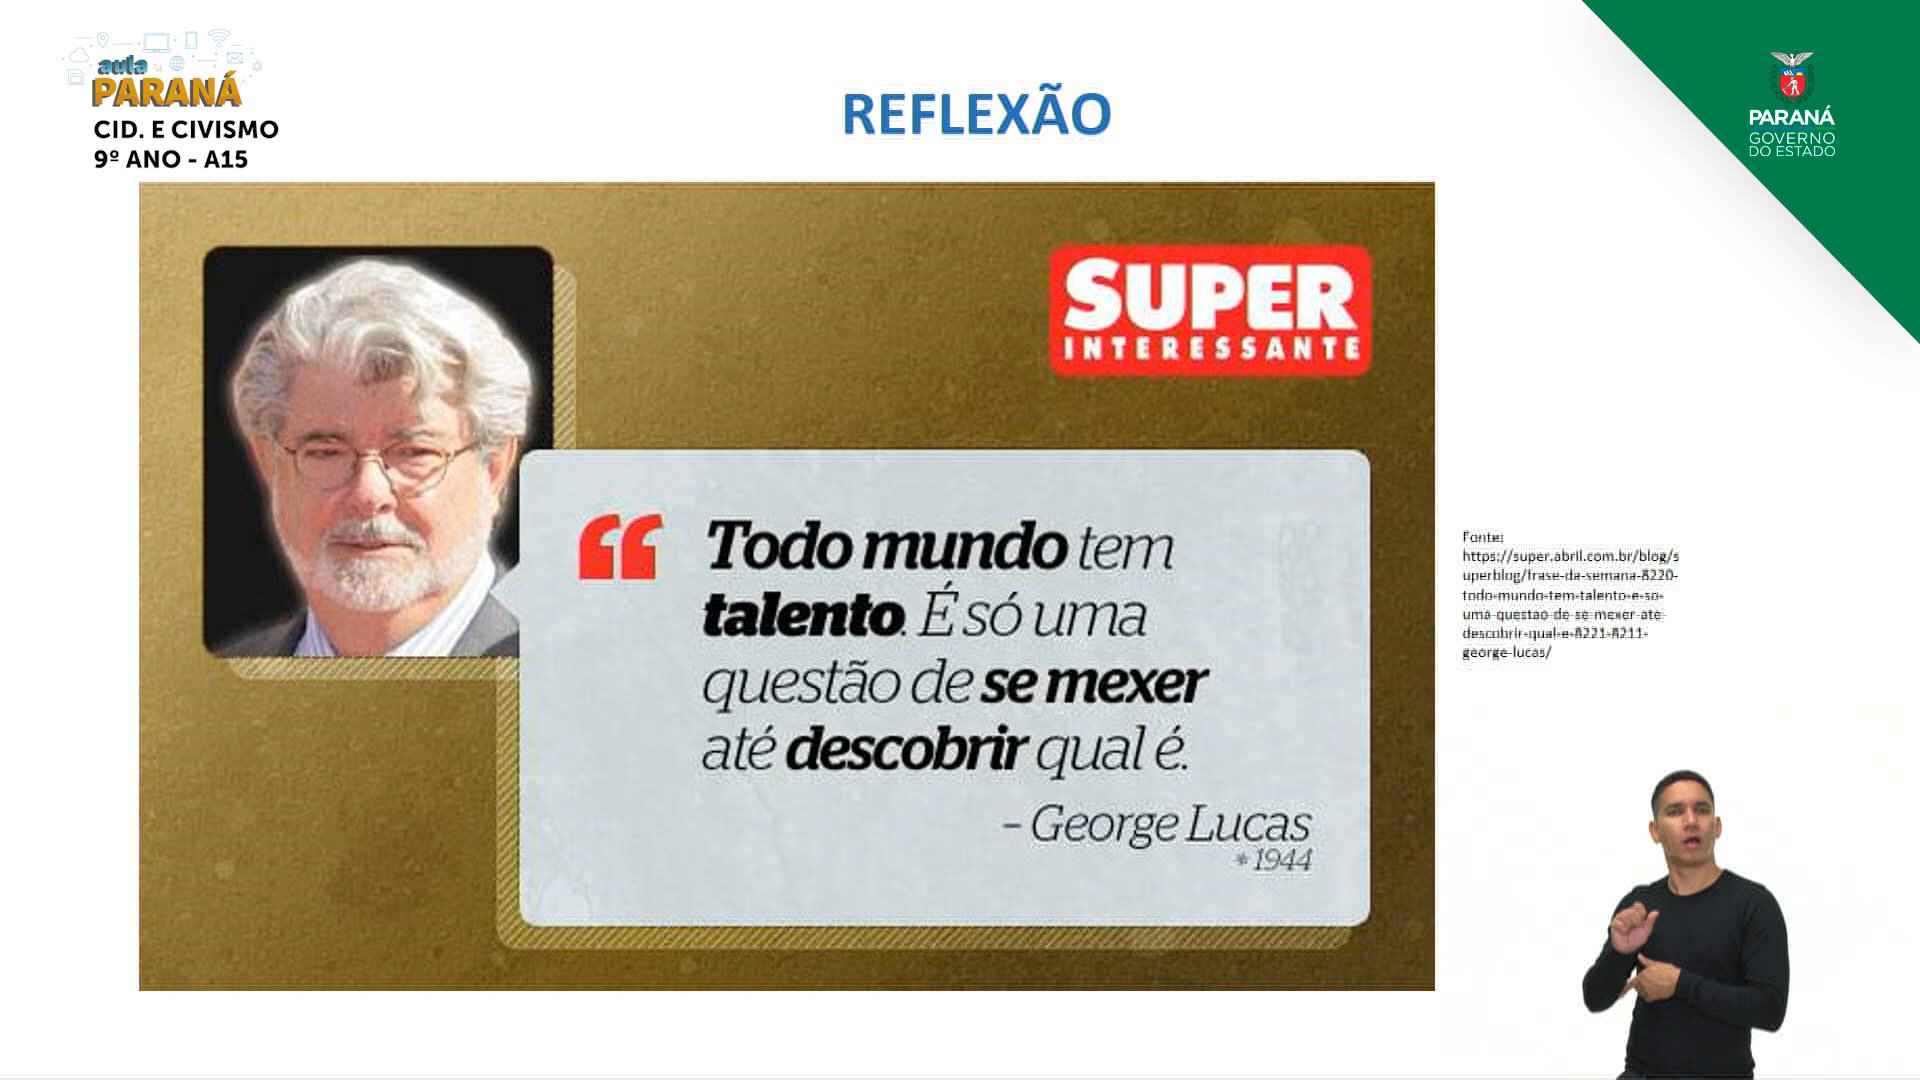 aula
PARANÁ
CID. E CIVISMO
9º ANO - A15
REFLEXÃO
PARANÁ
GOVERNO
DO ESTADO
SUPER
INTERESSANTE
“Todo mundo tem
talento. É só uma
questão de se mexer
até descobrir qual é.
– George Lucas
* 1944
Fonte:
https://super.abril.com.br/blog/s
uperblog/frase-da-semana-8220-
todo-mundo-tem-talento-e-so-
uma-questao-de-se-mexer-ate-
descobrir-qual-e-8221-8211-
george-lucas/